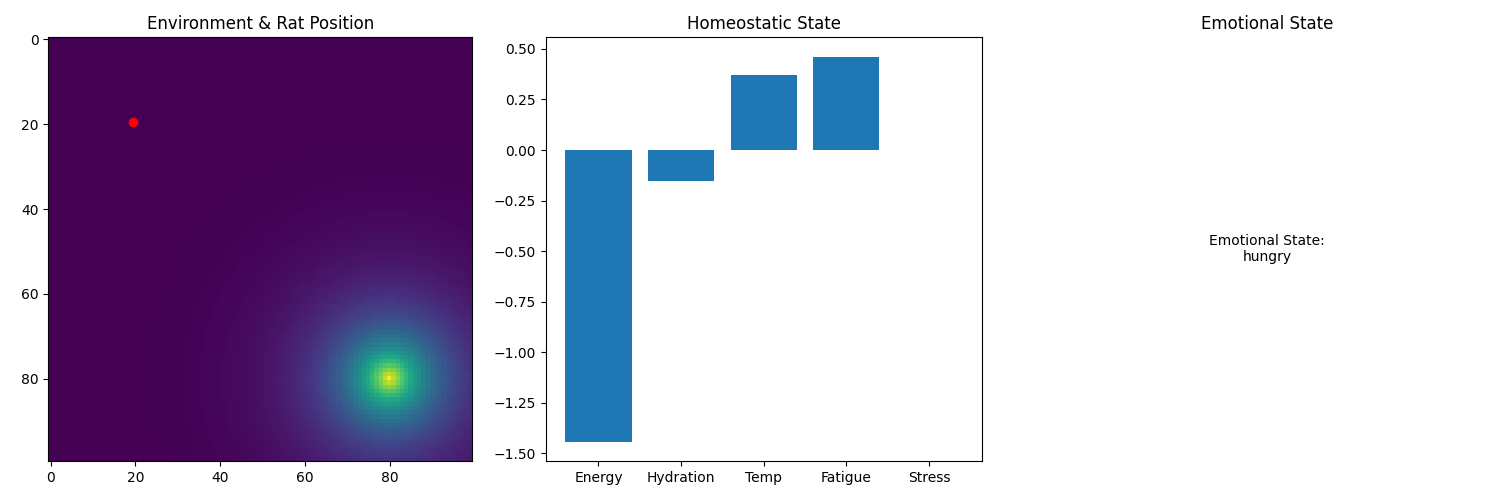 Environment & Rat Position
0
20
40
60
80
0
20
40
60
80
Homeostatic State
0.50
0.25
0.00
−0.25
−0.50
−0.75
−1.00
−1.25
−1.50
Energy
Hydration
Temp
Fatigue
Stress
Emotional State
Emotional State:
hungry